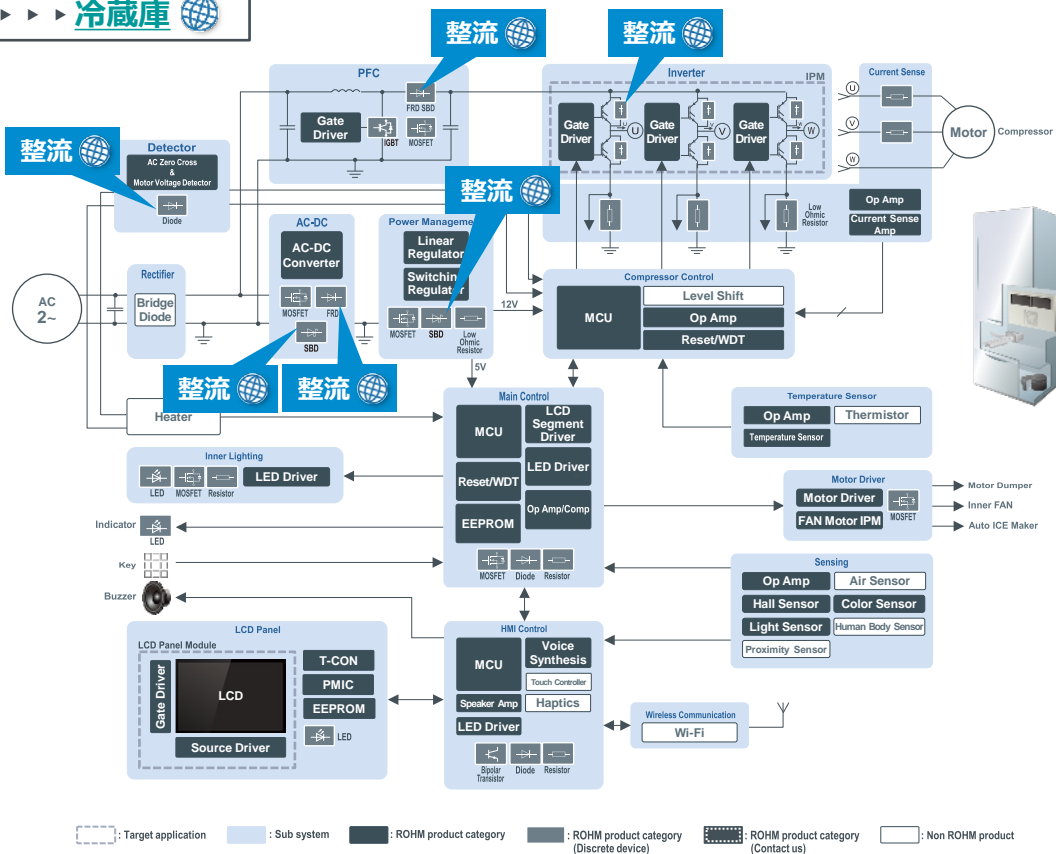 冷蔵庫
整流
整流
PFC
FRD SBD
Gate
Driver
IGBT
MOSFET
Inverter
IPM
Gate
Driver
U
U
Gate
Driver
V
V
Gate
Driver
W
W
Low
Ohmic
Resistor
Current Sense
U
V
W
Motor
Compressor
Op Amp
Current Sense
Amp
整流
Detector
AC Zero Cross
&
Motor Voltage Detector
Diode
整流
AC
2~
Rectifier
Bridge
Diode
AC-DC
AC-DC
Converter
MOSFET
FRD
SBD
Power Management
Linear
Regulator
Switching
Regulator
MOSFET
SBD
Low
Ohmic
Resistor
12V
5V
Compressor Control
MCU
Level Shift
Op Amp
Reset/WDT
整流
整流
Heater
Main Control
MCU
LCD
Segment
Driver
LED Driver
Reset/WDT
Op Amp/Comp
EEPROM
MOSFET
Diode
Resistor
Temperature Sensor
Op Amp
Thermistor
Temperature Sensor
Inner Lighting
LED
MOSFET
Resistor
LED Driver
Motor Driver
Motor Driver
FAN Motor IPM
MOSFET
Motor Dumper
Inner FAN
Auto ICE Maker
Indicator
LED
Key
Buzzer
Sensing
Op Amp
Air Sensor
Hall Sensor
Color Sensor
Light Sensor
Human Body Sensor
Proximity Sensor
LCD Panel
LCD Panel Module
Gate Driver
LCD
Source Driver
T-CON
PMIC
EEPROM
LED
HMI Control
MCU
Voice
Synthesis
Touch Controller
Speaker Amp
Haptics
LED Driver
Bipolar
Transistor
Diode
Resistor
Wireless Communication
Wi-Fi
: Target application
: Sub system
: ROHM product category
: ROHM product category
(Discrete device)
: ROHM product category
(Contact us)
: Non ROHM product